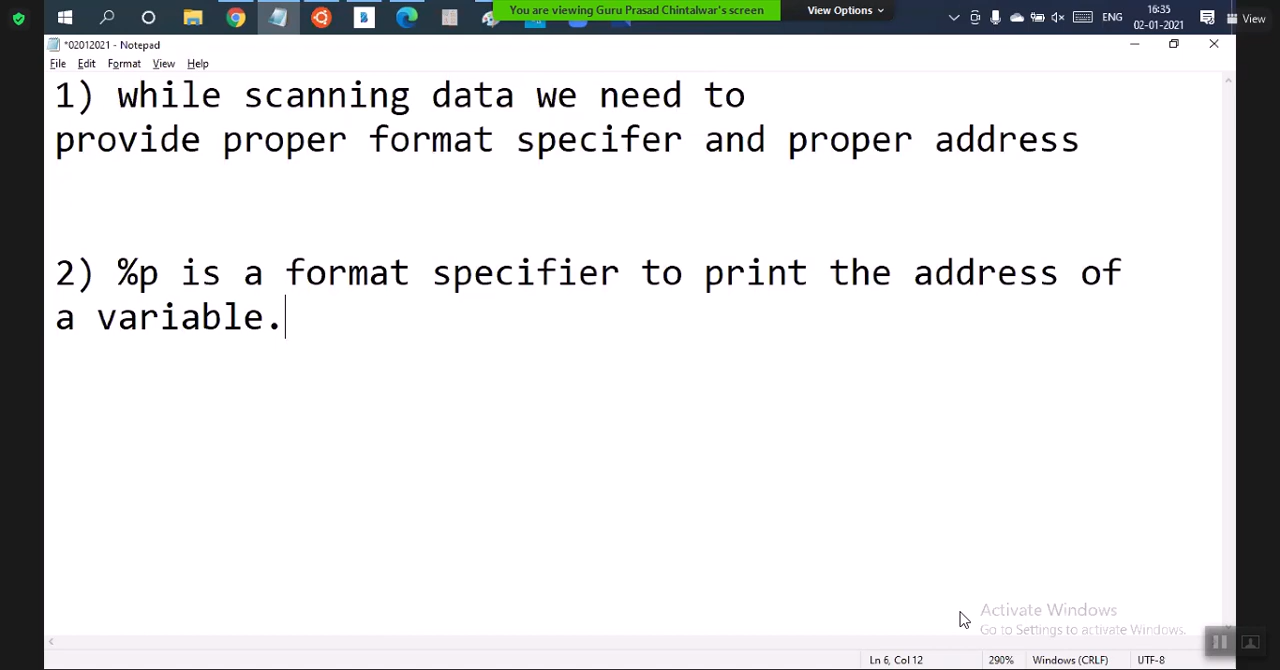 You are viewing Guru Prasad Chintalwar's screen
View Options
ENG
16:35
02-01-2021
View
*02012021 - Notepad
File Edit Format View Help
1) while scanning data we need to
provide proper format specifer and proper address
2) %p is a format specifier to print the address of
a variable.
Activate Windows
Go to Settings to activate Windows.
Ln 6, Col 12 290% Windows (CRLF) UTF-8